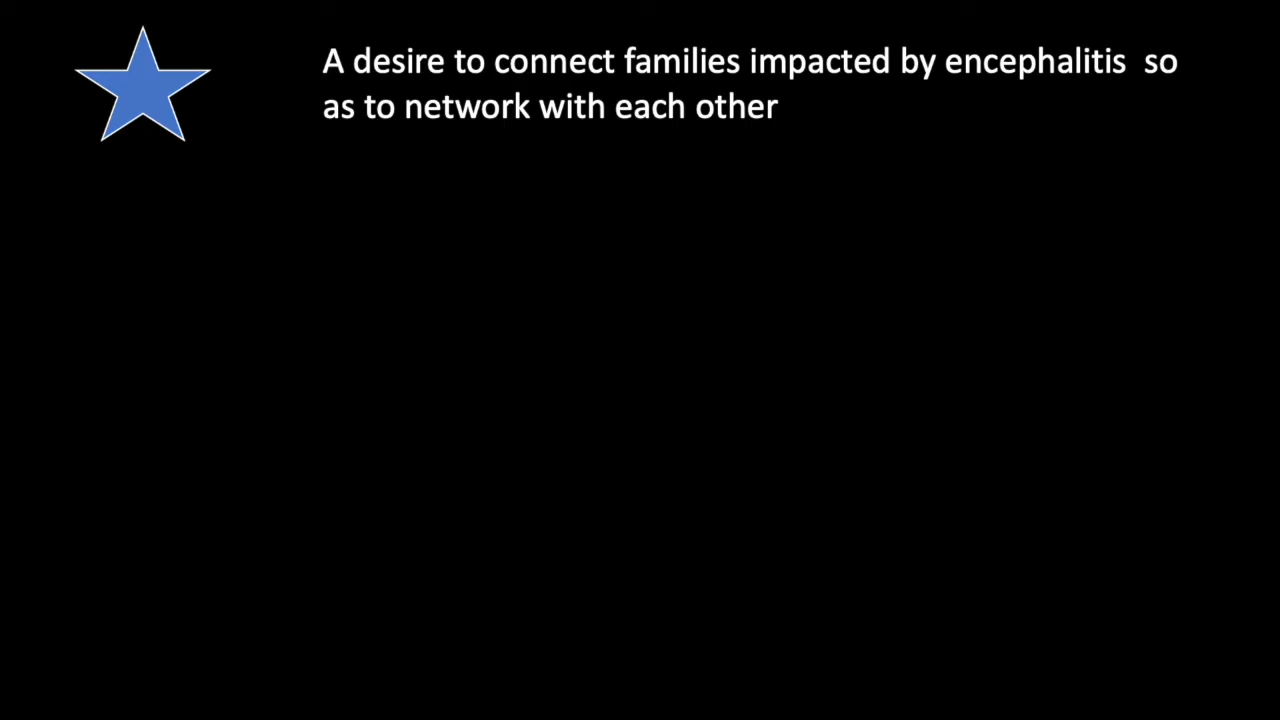 A desire to connect families impacted by encephalitis  so
as to network with each other